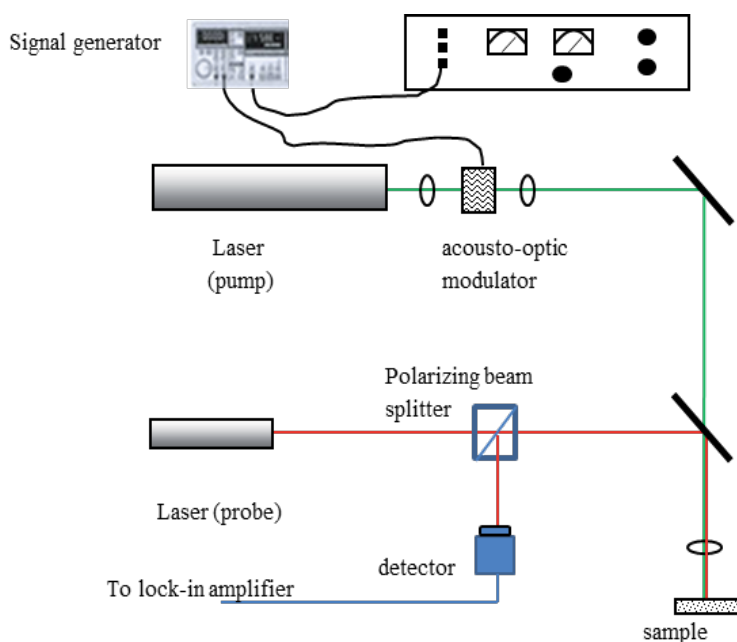 Signal generator
Laser
(pump)
acousto-optic
modulator
Polarizing beam
splitter
Laser (probe)
detector
To lock-in amplifier
sample